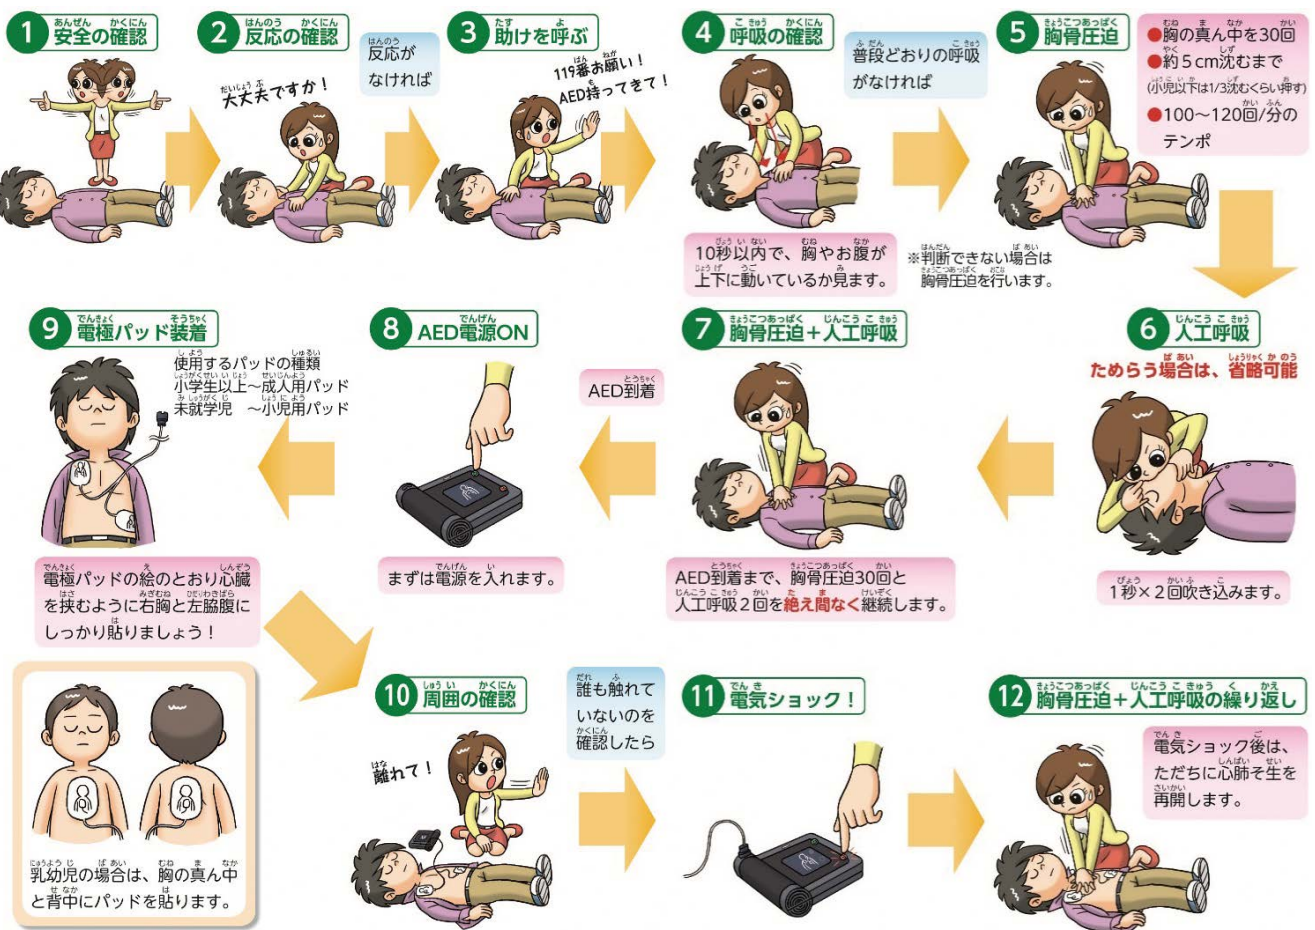 1 安全の確認
2 反応の確認
大丈夫ですか！
反応が
なければ
3 助けを呼ぶ
119番お願い！
AED持ってきて！
4 呼吸の確認
10秒以内で、胸やお腹が
上下に動いているか見ます。
普段どおりの呼吸
がなければ
※判断できない場合は
胸骨圧迫を行います。
5 胸骨圧迫
●胸の真ん中を30回
●約5cm沈むまで
(小児以下は1/3沈むくらい押す)
●100～120回/分の
テンポ
6 人工呼吸
ためらう場合は、省略可能
1秒×2回吹き込みます。
7 胸骨圧迫＋人工呼吸
AED到着まで、胸骨圧迫30回と
人工呼吸2回を絶え間なく継続します。
AED到着
8 AED電源ON
まずは電源を入れます。
9 電極パッド装着
使用するパッドの種類
小学生以上～成人用パッド
未就学児　～小児用パッド
電極パッドの絵のとおり心臓
を挟むように右胸と左脇腹に
しっかり貼りましょう！
乳幼児の場合は、胸の真ん中
と背中にパッドを貼ります。
10 周囲の確認
離れて！
誰も触れて
いないのを
確認したら
11 電気ショック！
12 胸骨圧迫＋人工呼吸の繰り返し
電気ショック後は、
ただちに心肺そ生を
再開します。